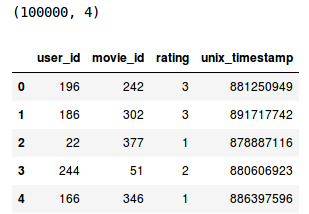 (100000, 4)
user_id movie_id rating unix_timestamp
0 196 242 3 881250949
1 186 302 3 891717742
2 22 377 1 878887116
3 244 51 2 880606923
4 166 346 1 886397596